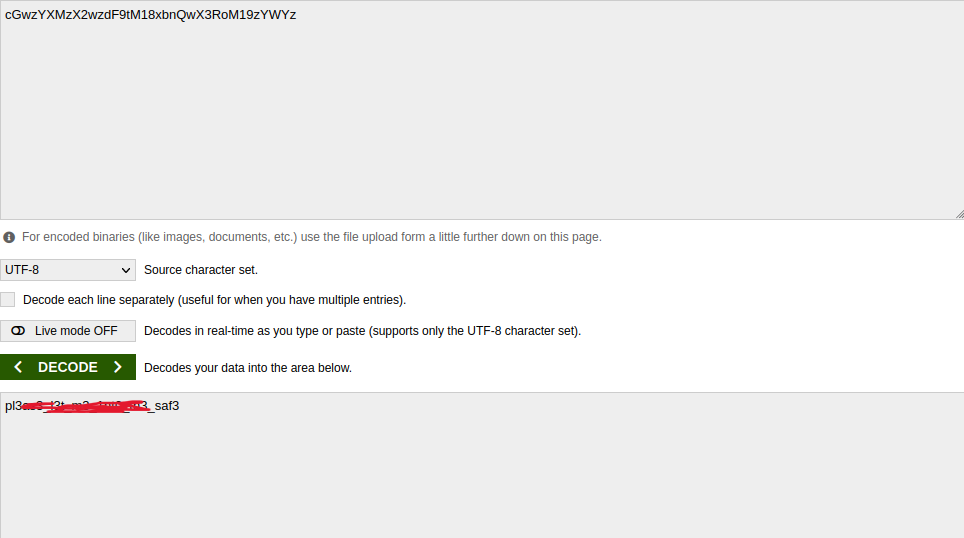 cGwzYXMzX2wzdF9tM18xbnQwX3RoM19zYWYz
For encoded binaries (like images, documents, etc.) use the file upload form a little further down on this page.
UTF-8 Source character set.
Decode each line separately (useful for when you have multiple entries).
Live mode OFF Decodes in real-time as you type or paste (supports only the UTF-8 character set).
DECODE Decodes your data into the area below.
pl3 _saf3